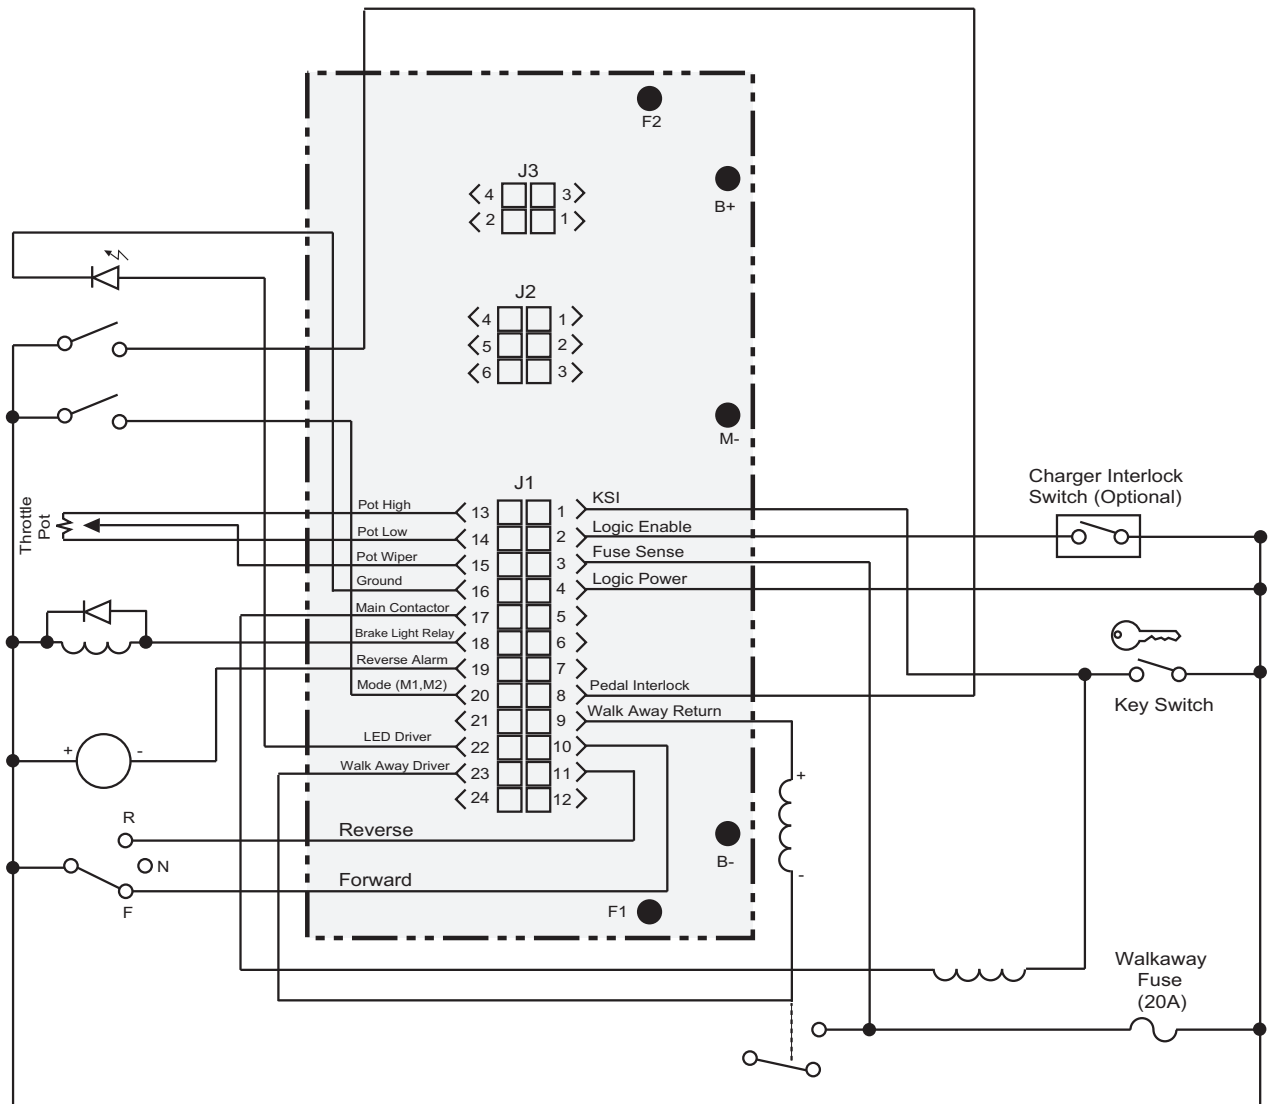 F2
J3
4 3
2 1
B+
J2
4 1
5 2
6 3
M-
J1
Charger Interlock
Switch (Optional)
Throttle
Pot
Pot High 13 1 KSI
Pot Low 14 2 Logic Enable
Pot Wiper 15 3 Fuse Sense
Ground 16 4 Logic Power
Main Contactor 17 5
Brake Light Relay 18 6
Reverse Alarm 19 7
Mode (M1,M2) 20 8 Pedal Interlock
21 9 Walk Away Return
LED Driver 22 10
Walk Away Driver 23 11
24 12
Key Switch
+ -
+
-
R
Reverse
N
Forward
F
B-
F1
Walkaway
Fuse
(20A)